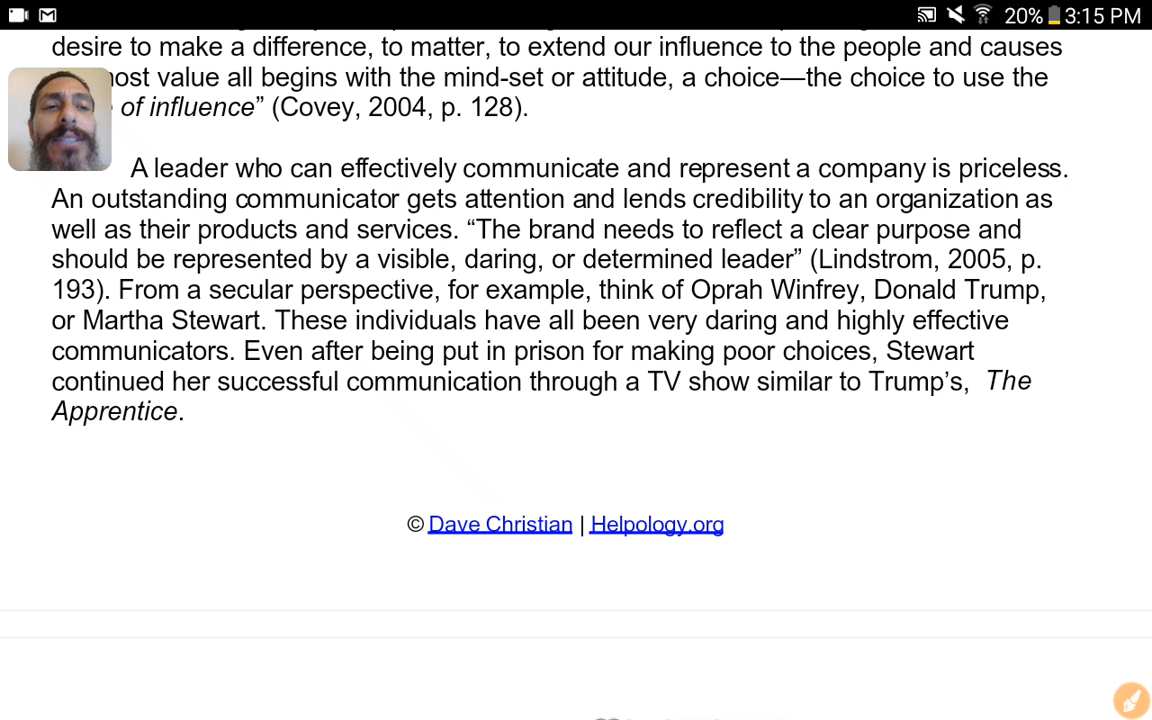 20% 3:15 PM
desire to make a difference, to matter, to extend our influence to the people and causes
most value all begins with the mind-set or attitude, a choice—the choice to use the
of influence” (Covey, 2004, p. 128).
A leader who can effectively communicate and represent a company is priceless.
An outstanding communicator gets attention and lends credibility to an organization as
well as their products and services. “The brand needs to reflect a clear purpose and
should be represented by a visible, daring, or determined leader” (Lindstrom, 2005, p.
193). From a secular perspective, for example, think of Oprah Winfrey, Donald Trump,
or Martha Stewart. These individuals have all been very daring and highly effective
communicators. Even after being put in prison for making poor choices, Stewart
continued her successful communication through a TV show similar to Trump’s, The
Apprentice.
© Dave Christian | Helpology.org